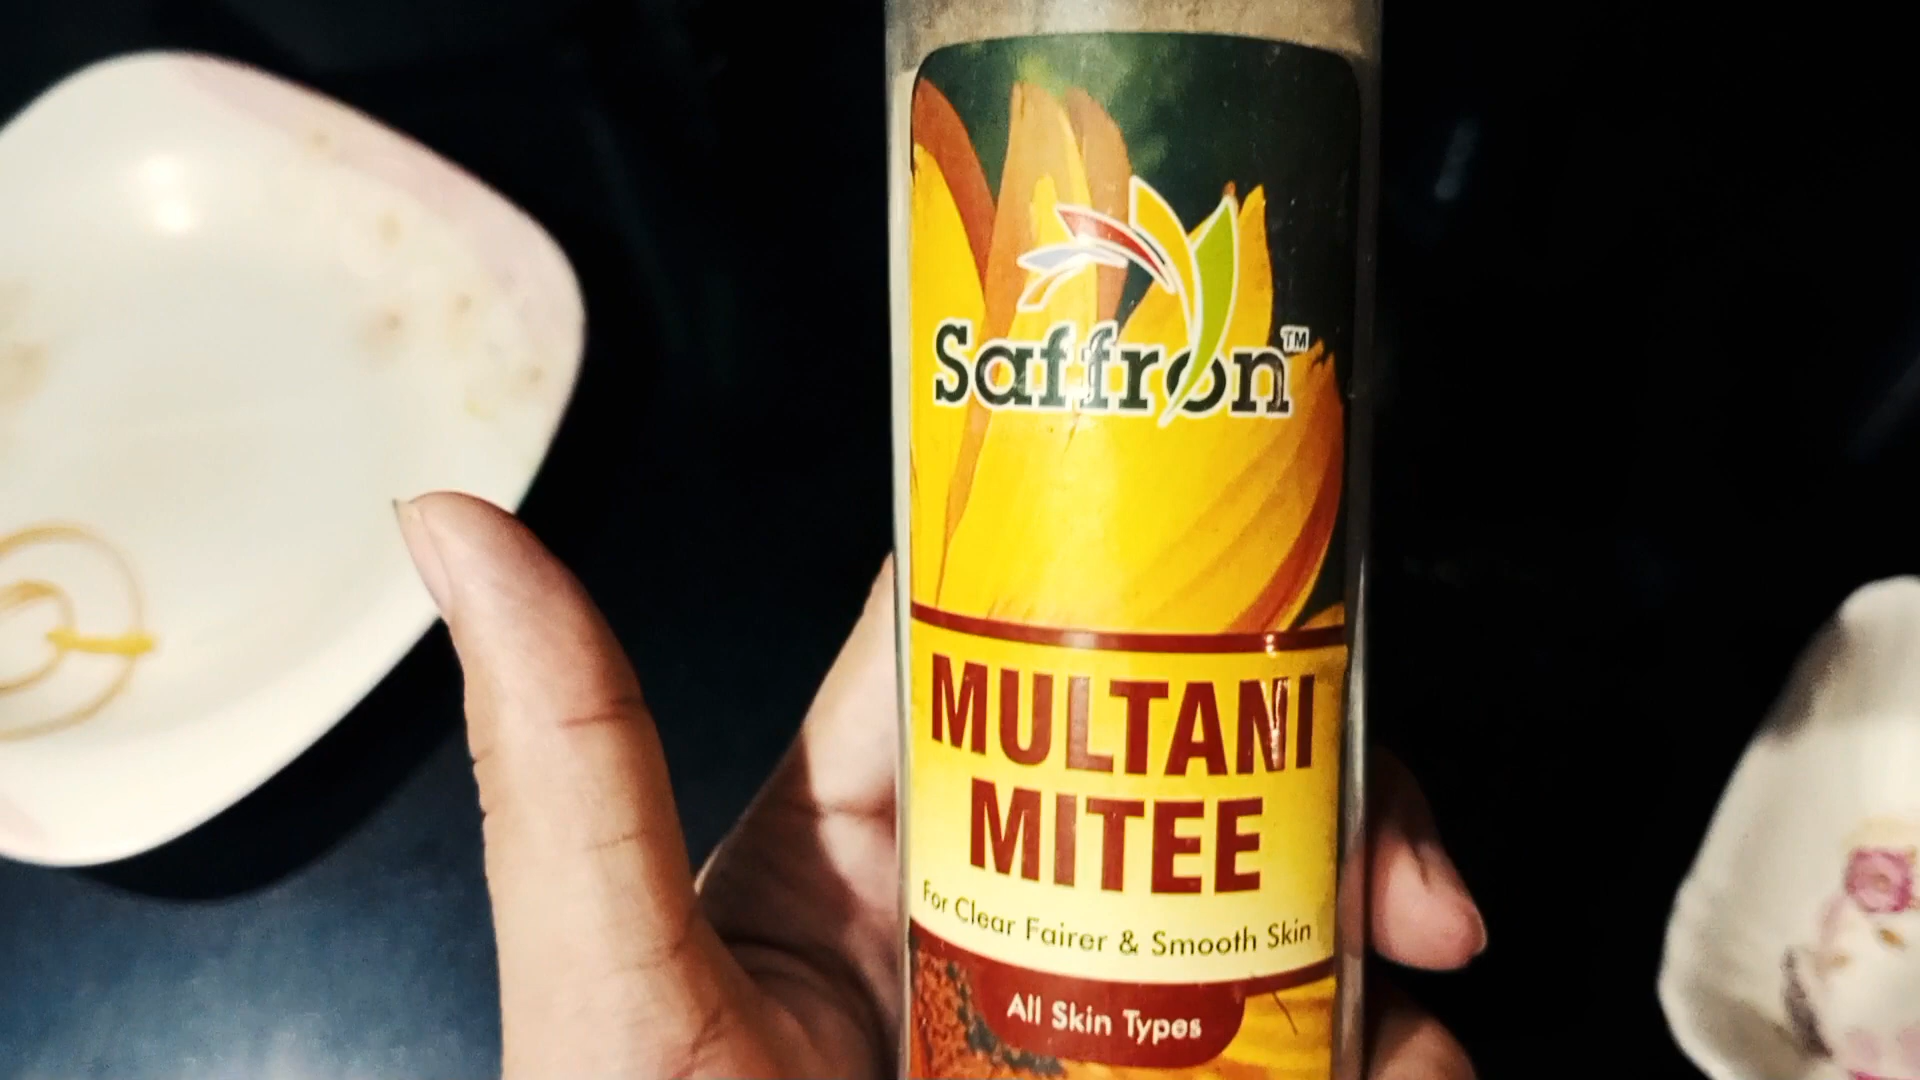 Saffron™
MULTANI
MITEE
For Clear Fairer & Smooth Skin
All Skin Types